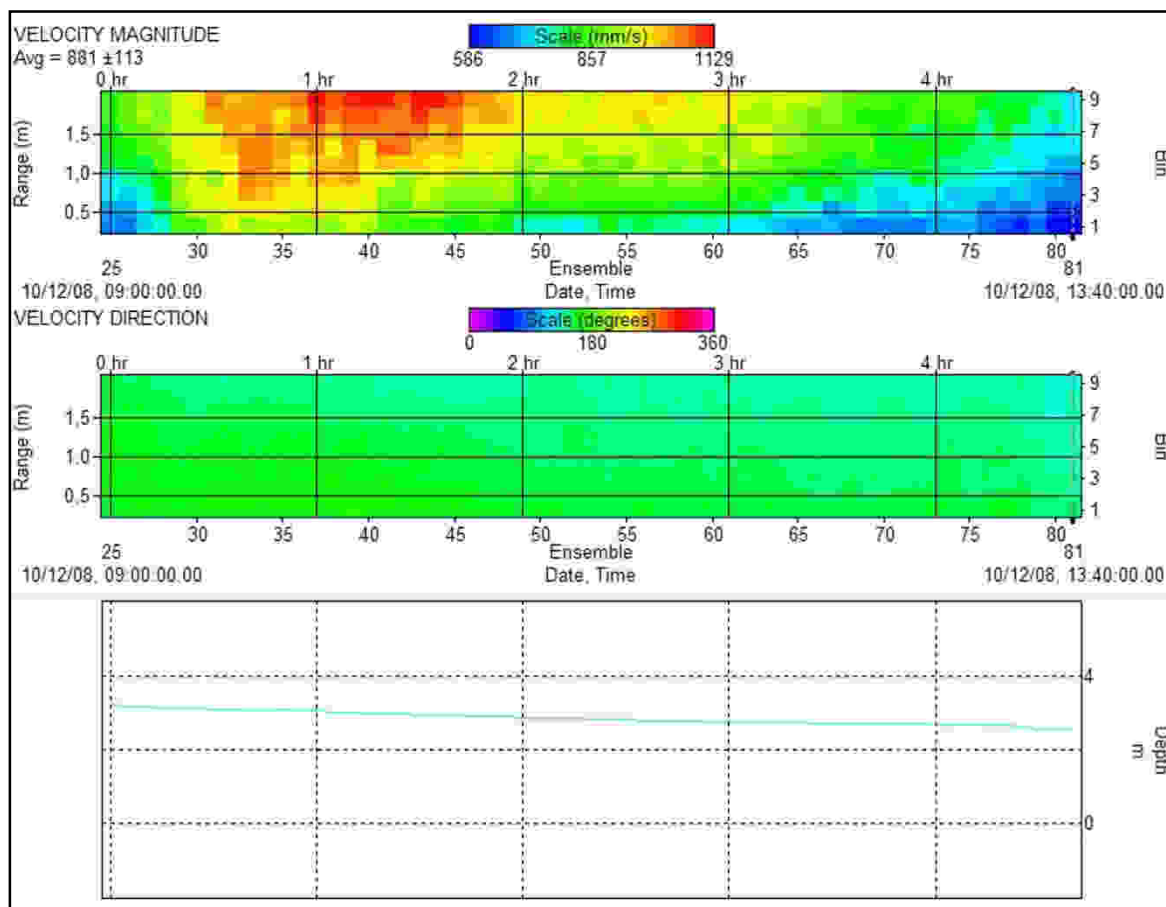 VELOCITY MAGNITUDE
Scale (mm/s)
Avg = 881 ±113
586 857 1129
0 hr 1 hr 2 hr 3 hr 4 hr
Range (m)
1.5
1.0
0.5
9
7
5
3
1
Bin
30 35 40 45 50 55 60 65 70 75 80
25 Ensemble 81
10/12/08, 09:00:00.00 Date, Time 10/12/08, 13:40:00.00
VELOCITY DIRECTION
Scale (degrees)
0 180 360
0 hr 1 hr 2 hr 3 hr 4 hr
Range (m)
1.5
1.0
0.5
9
7
5
3
1
Bin
30 35 40 45 50 55 60 65 70 75 80
25 Ensemble 81
10/12/08, 09:00:00.00 Date, Time 10/12/08, 13:40:00.00
4
0
Depth
m